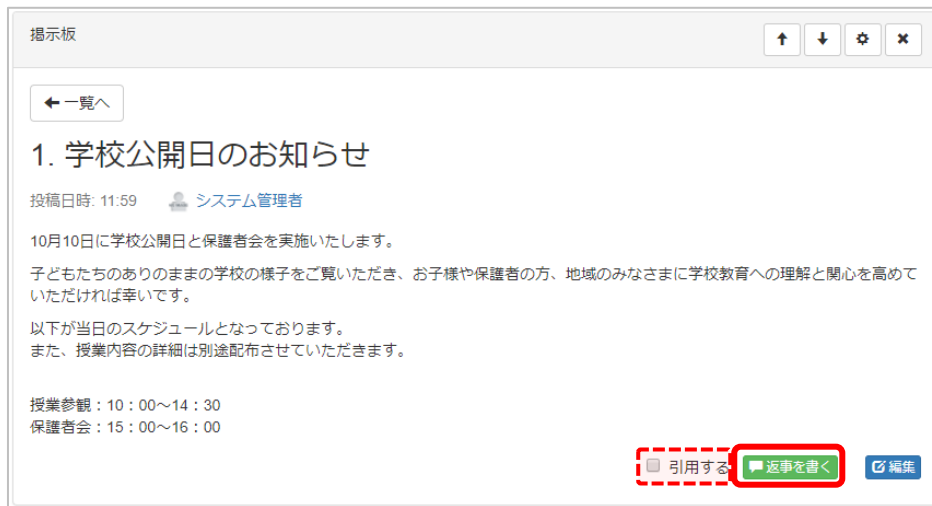 掲示板
一覧へ
1. 学校公開日のお知らせ
投稿日時: 11:59 システム管理者
10月10日に学校公開日と保護者会を実施いたします。
子どもたちのありのままの学校の様子をご覧いただき、お子様や保護者の方、地域のみなさまに学校教育への理解と関心を高めて
いただければ幸いです。
以下が当日のスケジュールとなっております。
また、授業内容の詳細は別途配布させていただきます。
授業参観：10：00～14：30
保護者会：15：00～16：00
引用する 返事を書く 編集